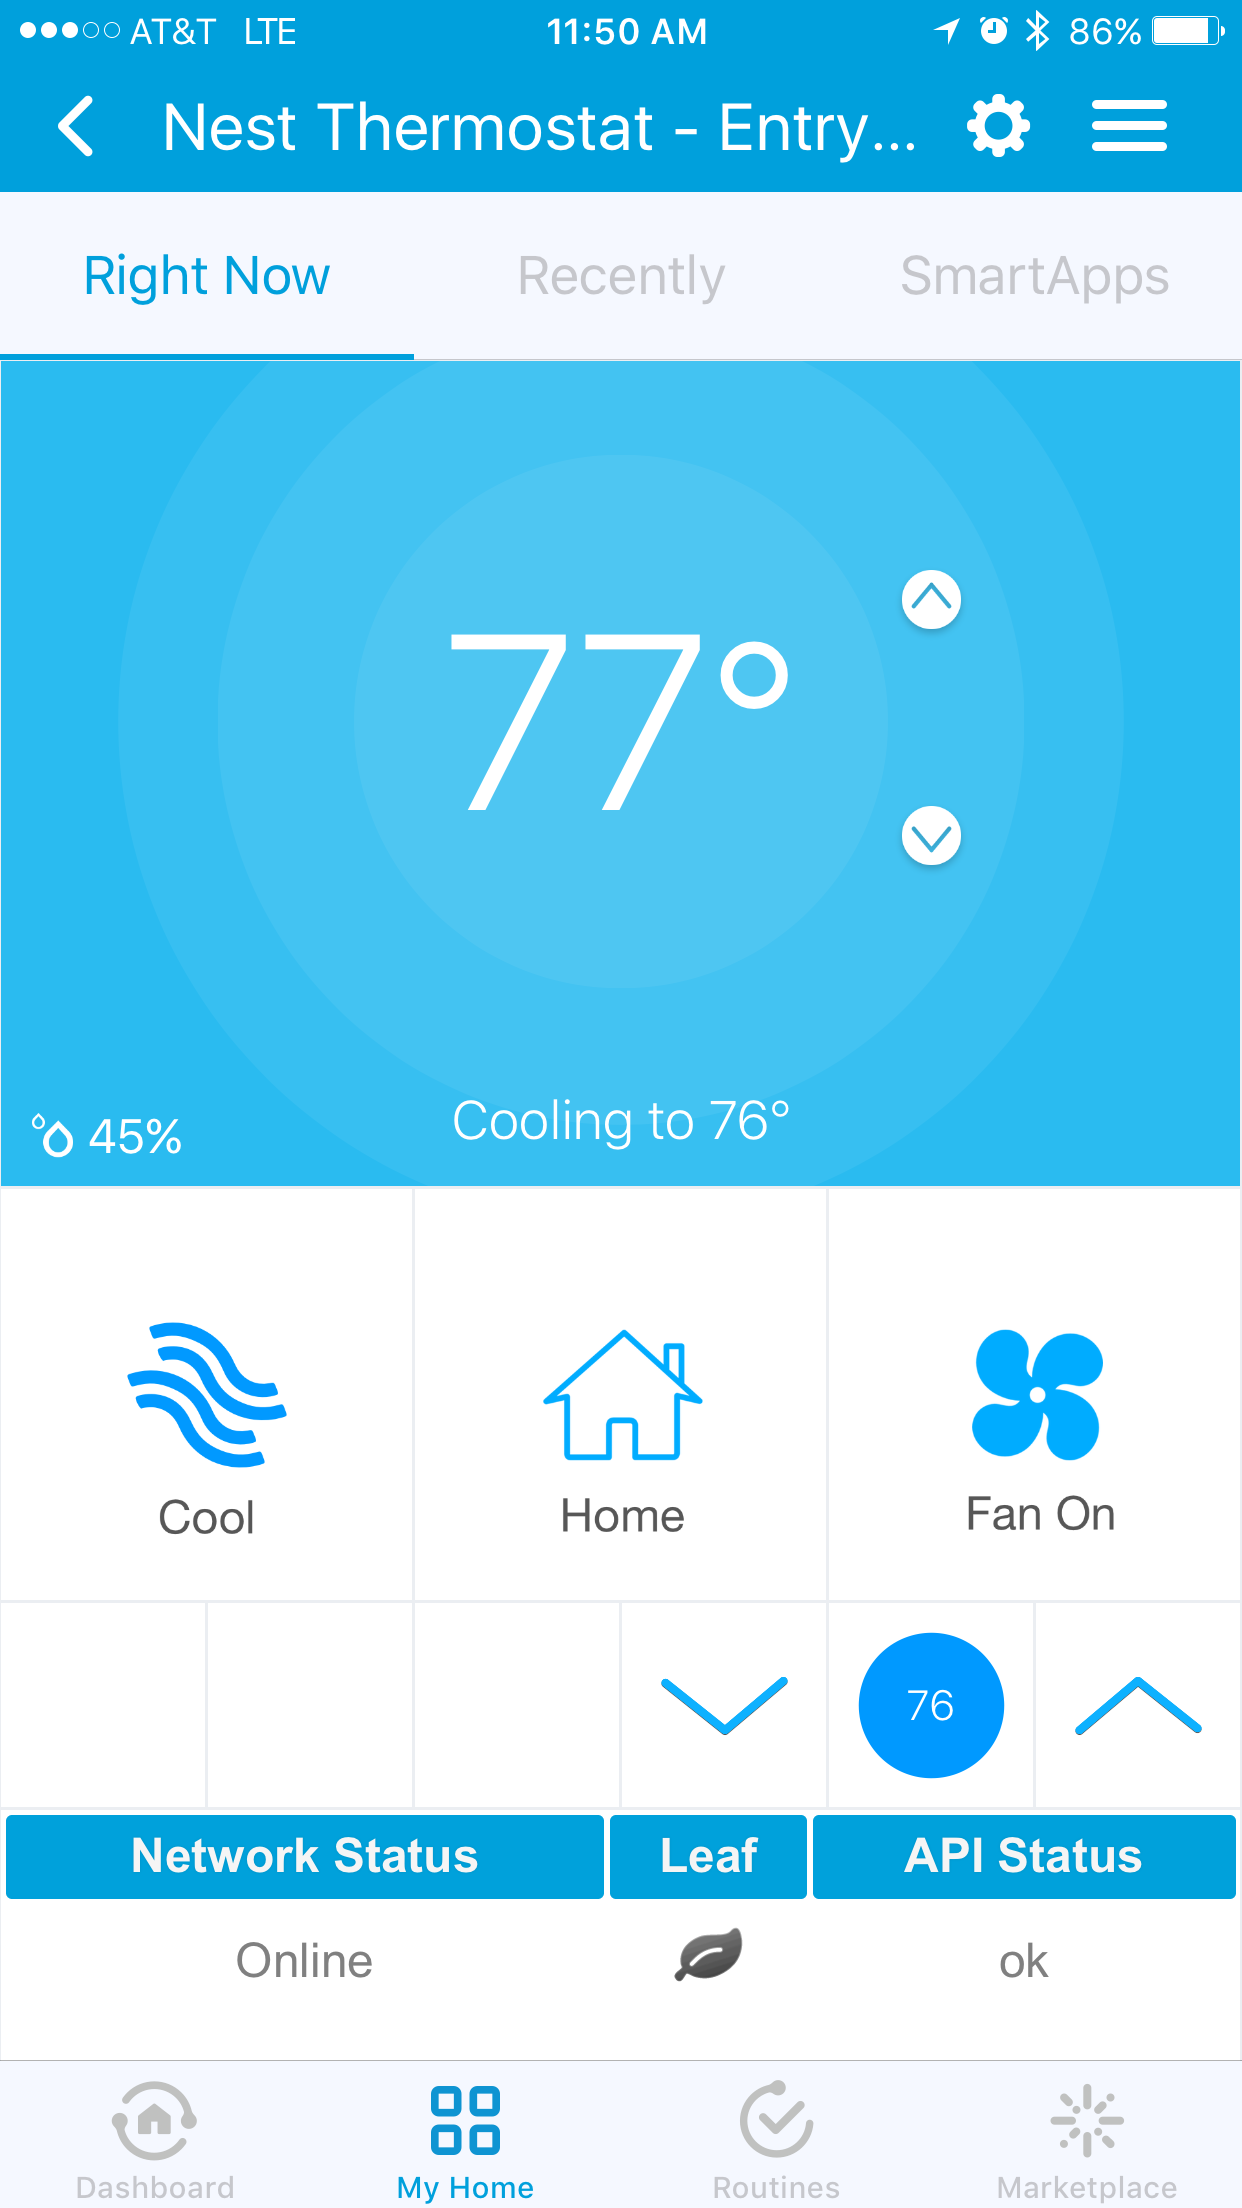 AT&T LTE 11:50 AM 86%
Nest Thermostat - Entry...
Right Now Recently SmartApps
77°
Cooling to 76°
45%
Cool Home Fan On
76
Network Status Leaf API Status
Online ok
Dashboard My Home Routines Marketplace